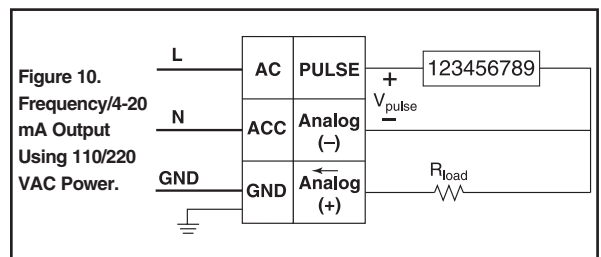 Figure 10.
Frequency/4-20
mA Output
Using 110/220
VAC Power.
L
N
GND
AC
PULSE
ACC
Analog
(–)
GND
Analog
(+)
+
Vpulse
–
123456789
Rload